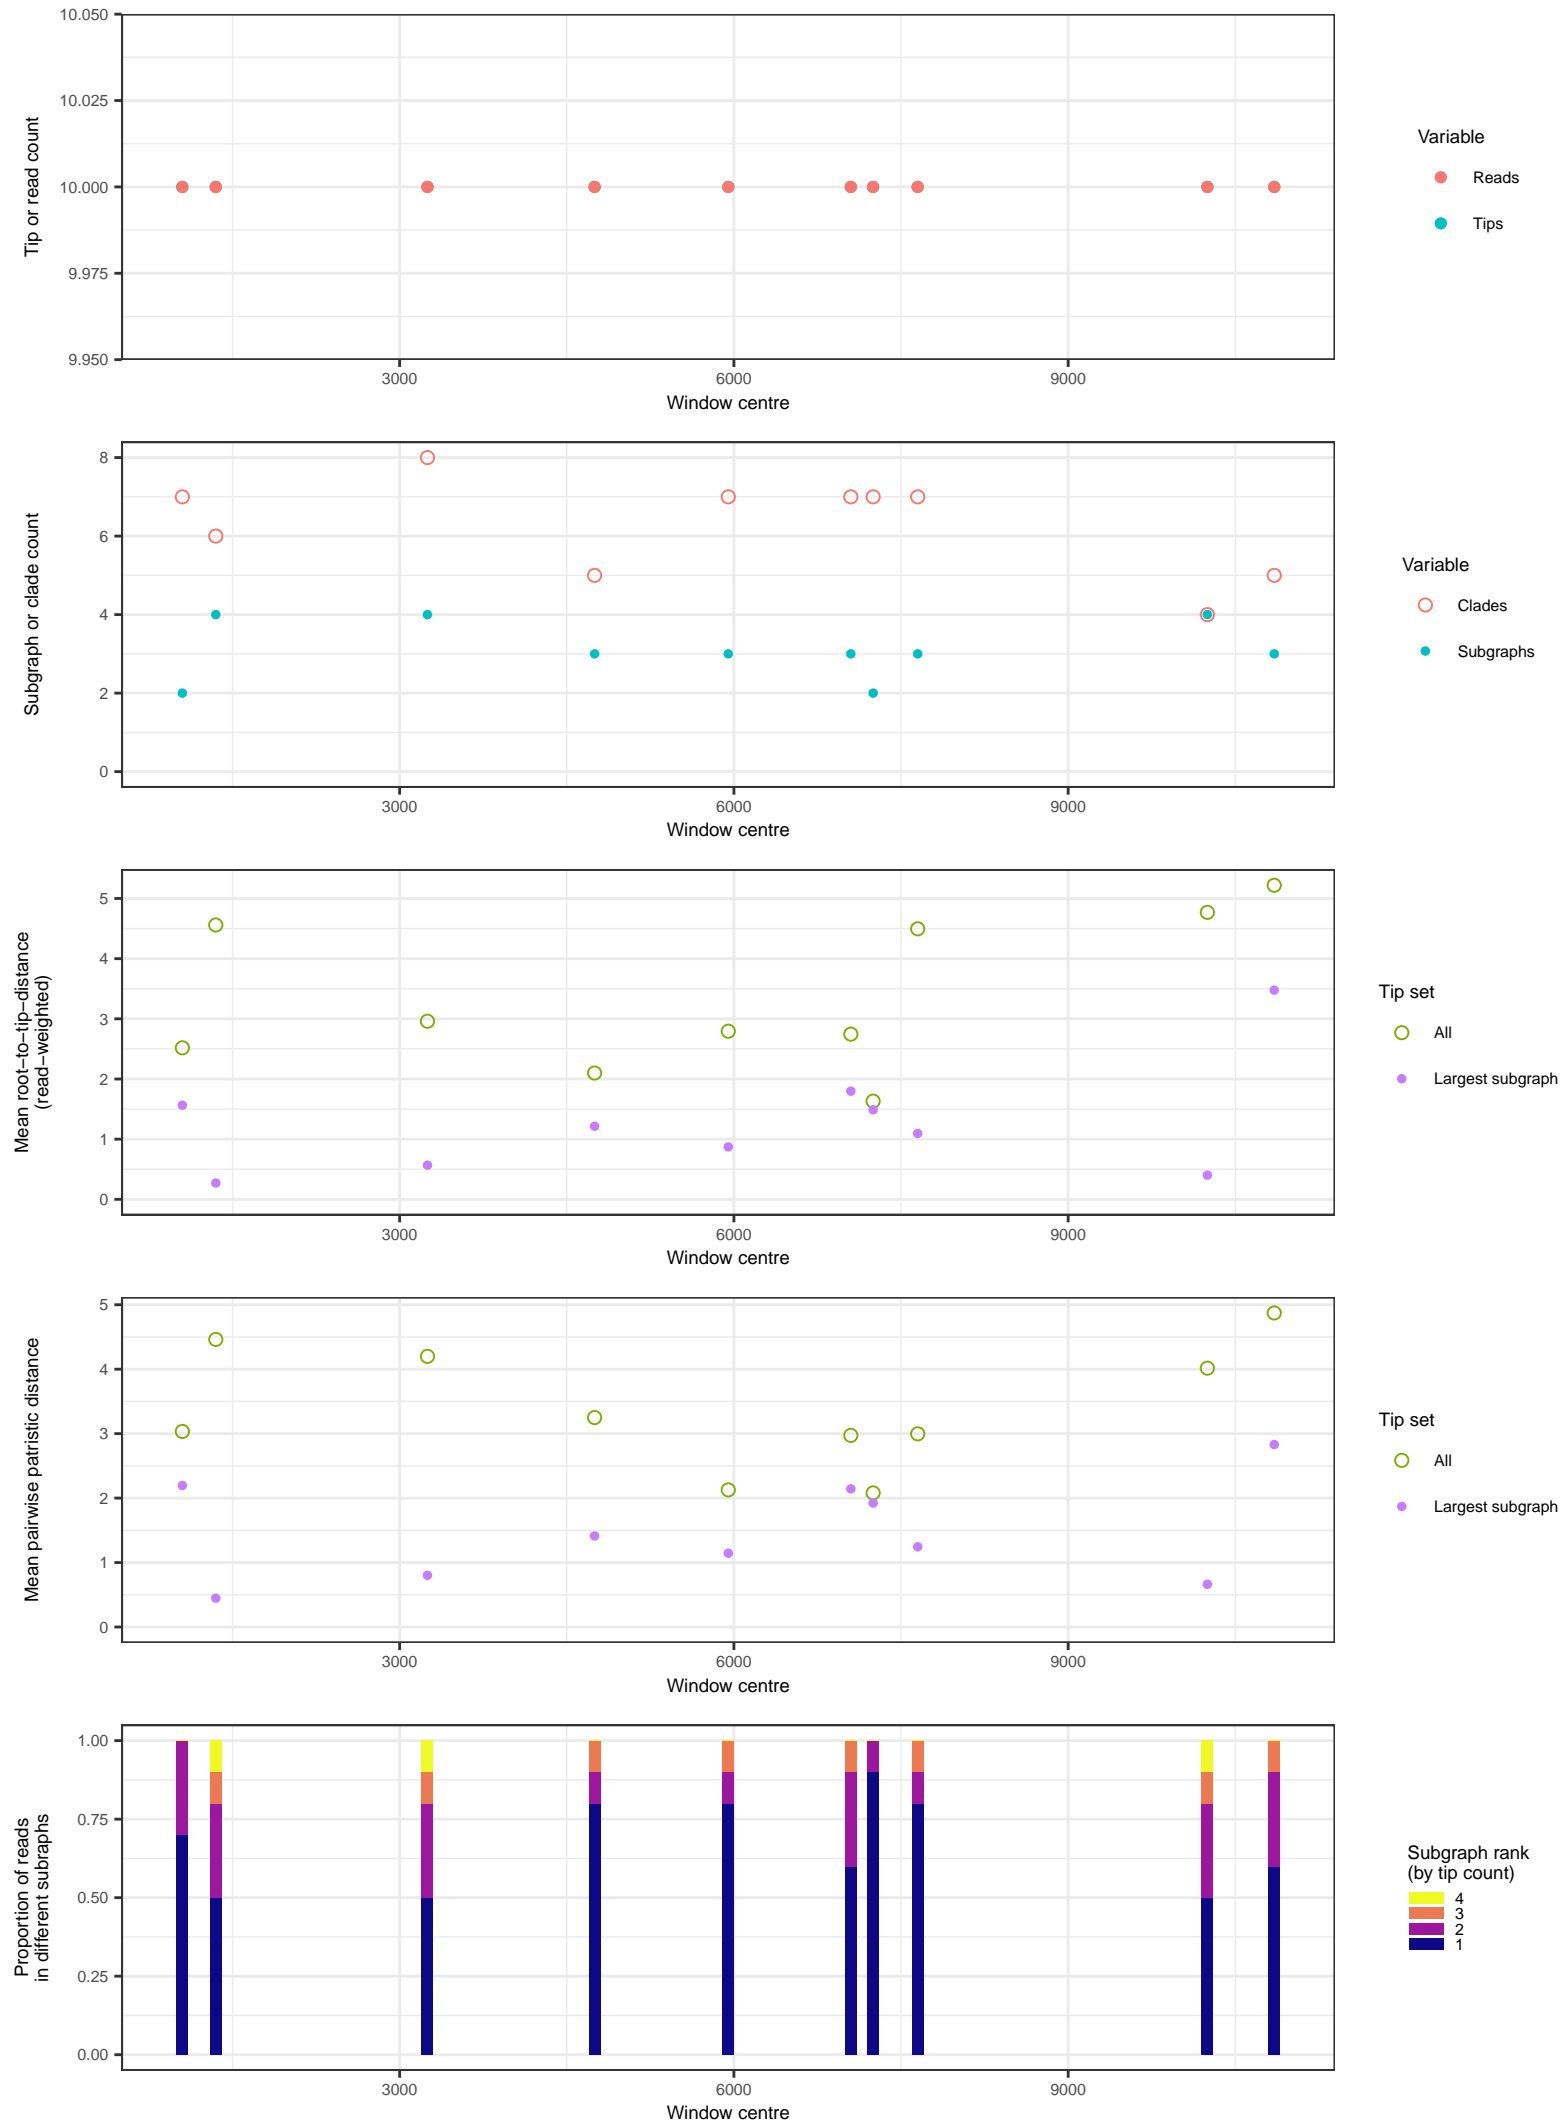 10.050
10.025
10.000
9.975
9.950
Tip or read count
3000 6000 9000
Window centre
Variable
Reads
Tips
8
6
4
2
0
Subgraph or clade count
3000 6000 9000
Window centre
Variable
Clades
Subgraphs
5
4
3
2
1
0
Mean root−to−tip−distance
(read−weighted)
3000 6000 9000
Window centre
Tip set
All
Largest subgraph
5
4
3
2
1
0
Mean pairwise patristic distance
3000 6000 9000
Window centre
Tip set
All
Largest subgraph
1.00
0.75
0.50
0.25
0.00
Proportion of reads
in different subraphs
3000 6000 9000
Window centre
Subgraph rank
(by tip count)
4
3
2
1